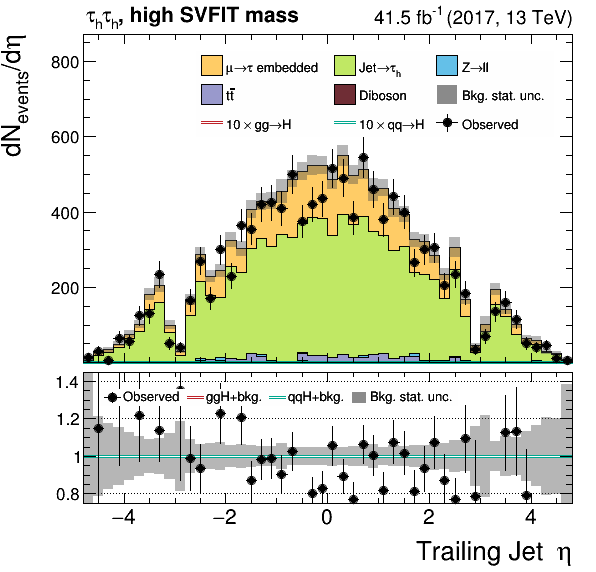 τhτh, high SVFIT mass 41.5 fb-1 (2017, 13 TeV)
dNevents/dη
800
600
400
200
μ→τ embedded Jet→τh Z→ll
tt̄ Diboson Bkg. stat. unc.
10 × gg→H 10 × qq→H Observed
1.4
1.2
1
0.8
Observed ggH+bkg. qqH+bkg. Bkg. stat. unc.
−4 −2 0 2 4
Trailing Jet η